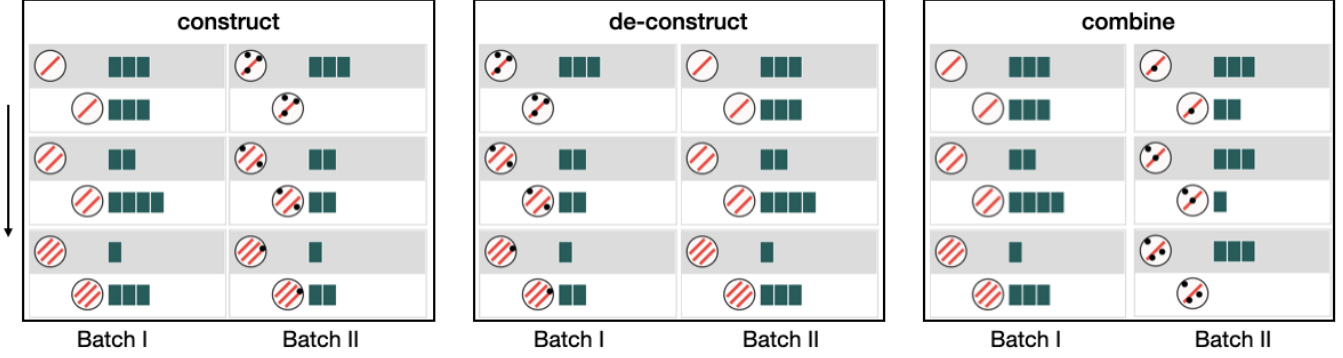 construct
Batch I
Batch II
de-construct
Batch I
Batch II
combine
Batch I
Batch II